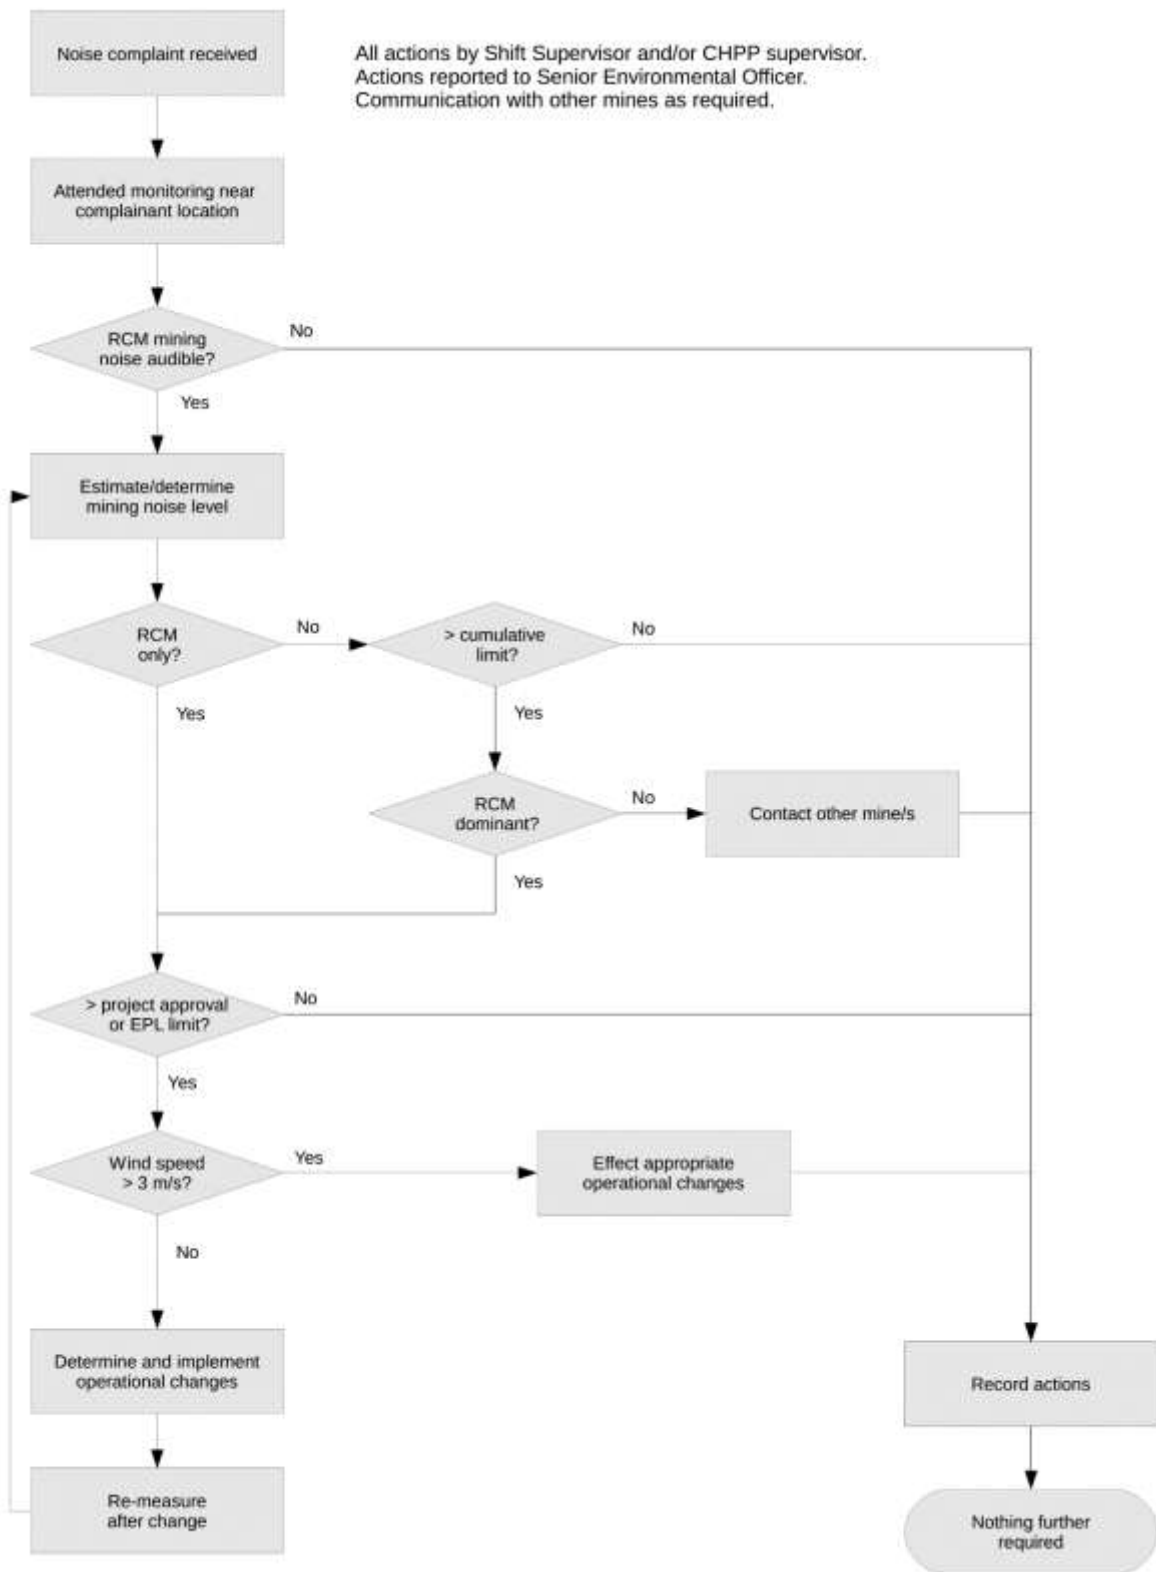 Noise complaint received
All actions by Shift Supervisor and/or CHPP supervisor.
Actions reported to Senior Environmental Officer.
Communication with other mines as required.
Attended monitoring near
complainant location
RCM mining
noise audible?
No
Yes
Estimate/determine
mining noise level
RCM
only?
No
> cumulative
limit?
No
Yes
Yes
RCM
dominant?
No
Contact other mine/s
Yes
> project approval
or EPL limit?
No
Yes
Wind speed
> 3 m/s?
Yes
Effect appropriate
operational changes
No
Determine and implement
operational changes
Record actions
Re-measure
after change
Nothing further
required